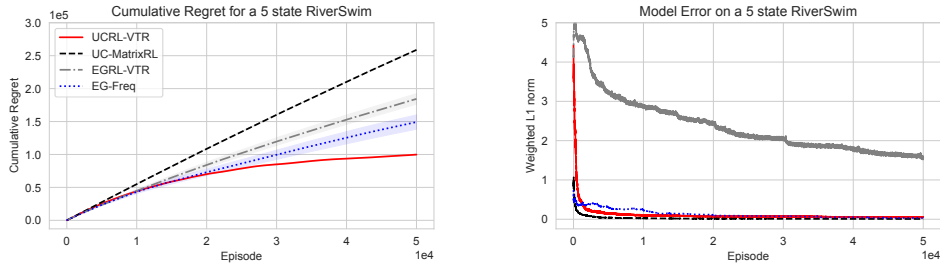 Cumulative Regret for a 5 state RiverSwim
1e5
3.0
2.5
2.0
1.5
1.0
0.5
0.0
Cumulative Regret
UCRL-VTR
UC-MatrixRL
EGRL-VTR
EG-Freq
0 1 2 3 4 5
Episode
1e4
Model Error on a 5 state RiverSwim
5
4
3
2
1
0
Weighted L1 norm
0 1 2 3 4 5
Episode
1e4